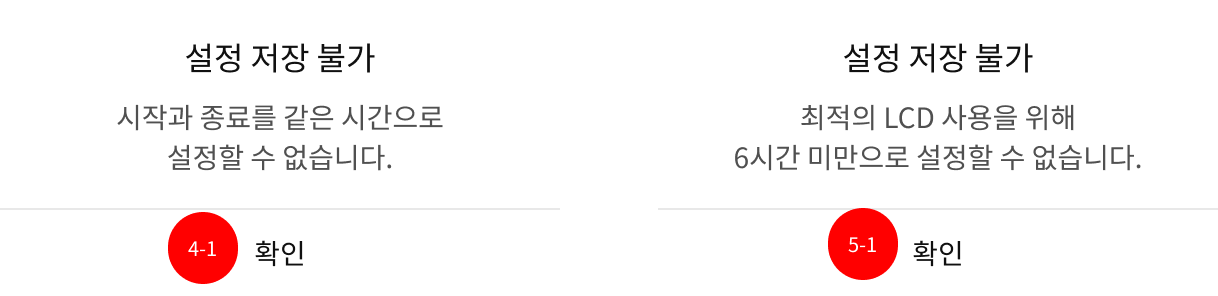 설정 저장 불가
시작과 종료를 같은 시간으로
설정할 수 없습니다.
4-1
확인
설정 저장 불가
최적의 LCD 사용을 위해
6시간 미만으로 설정할 수 없습니다.
5-1
확인